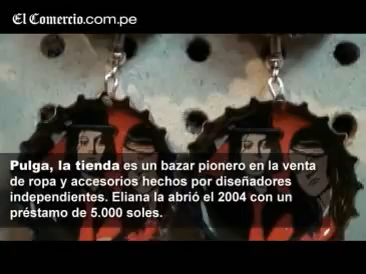 El Comercio.com.pe
Pulga, la tienda es un bazar pionero en la venta
de ropa y accesorios hechos por diseñadores
independientes. Eliana la abrió el 2004 con un
préstamo de 5.000 soles.